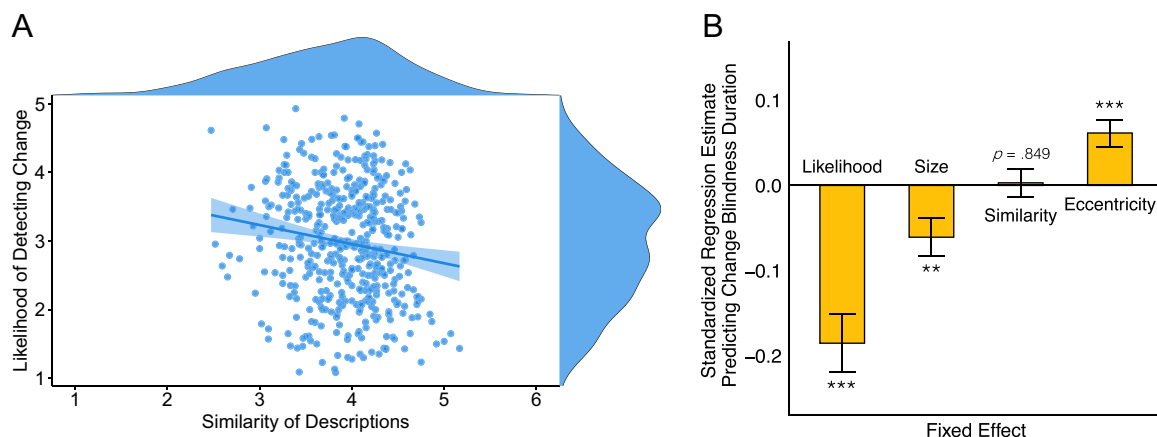 A
Likelihood of Detecting Change
5
4
3
2
1
1 2 3 4 5 6
Similarity of Descriptions
B
Standardized Regression Estimate
Predicting Change Blindness Duration
0.1
0.0
−0.1
−0.2
Likelihood
***
Size
**
p = .849
Similarity
***
Eccentricity
Fixed Effect